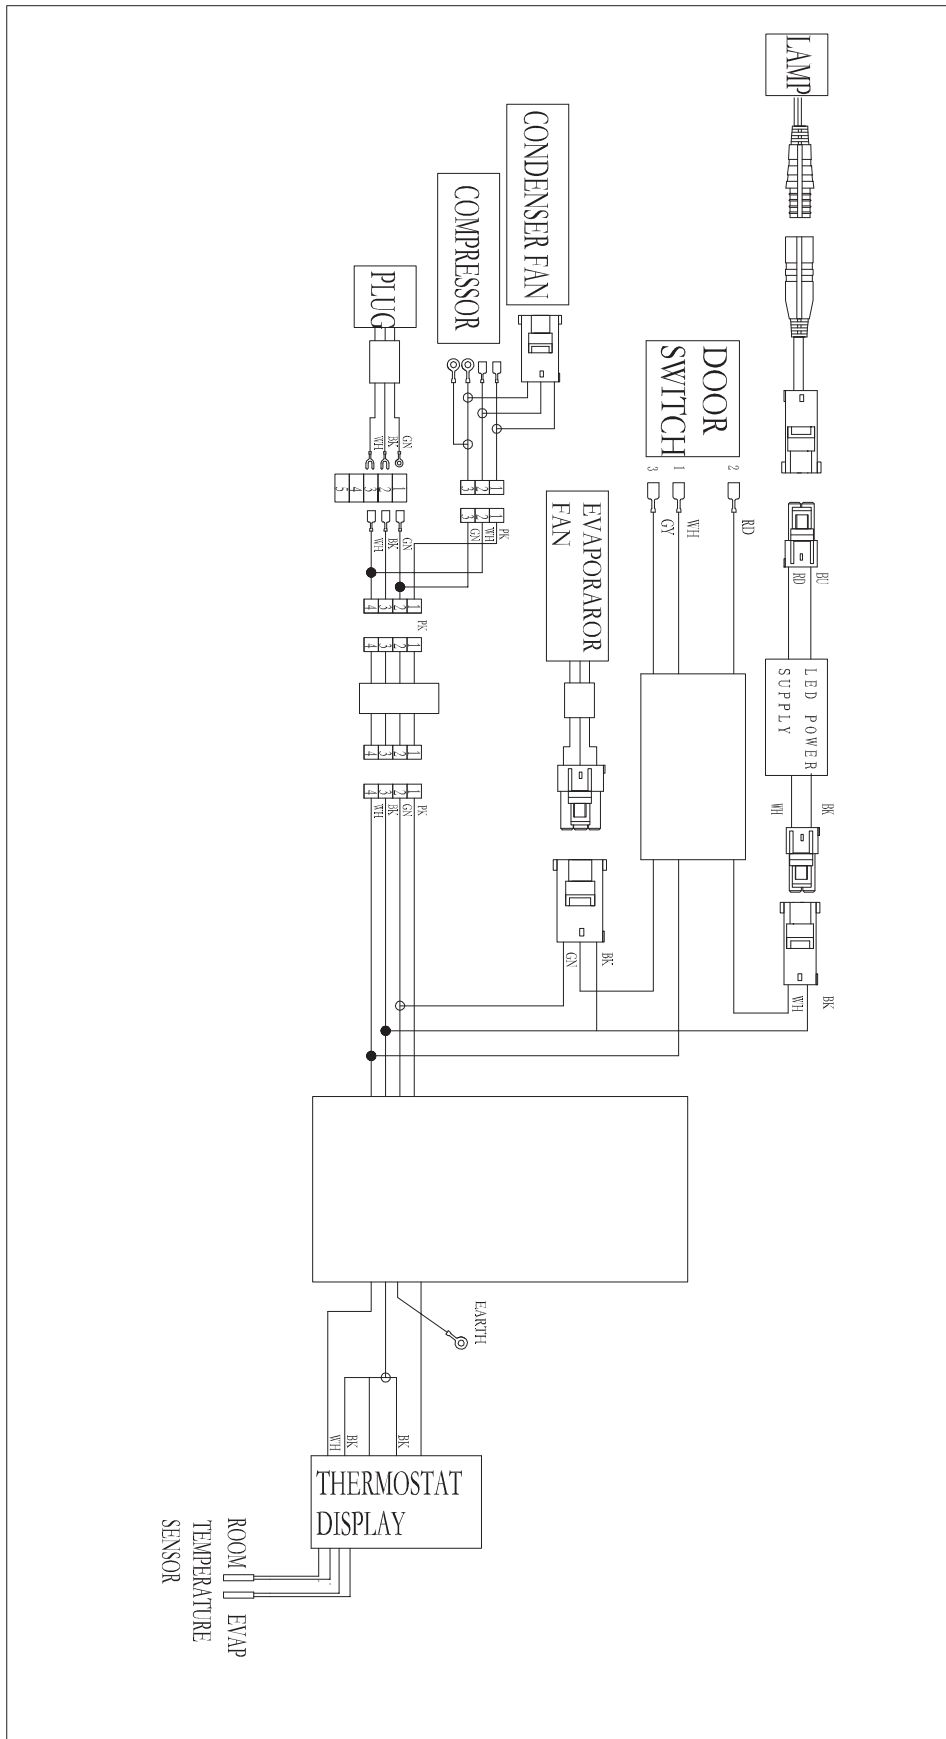 LAMP
CONDENSER FAN
COMPRESSOR
PLUG
GN
BK
WH
1
2
3
4
5
GN
BK
WH
1
2
3
1
2
3
PK
WH
GN
1
2
3
4
PK
1
2
3
4
1
2
3
4
1
2
3
4
PK
GN
BK
WH
DOOR
SWITCH
2
1
3
RD
WH
GY
EVAPORAROR
FAN
BK
GN
BU
RD
LED POWER
SUPPLY
BK
WH
BK
WH
EARTH
BK
BK
WH
THERMOSTAT
DISPLAY
ROOM EVAP
TEMPERATURE
SENSOR